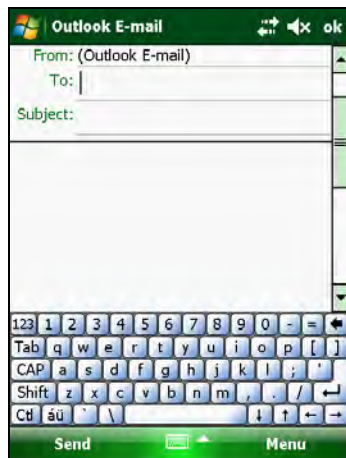 Outlook E-mail ok
From: (Outlook E-mail)
To:
Subject:
123 1 2 3 4 5 6 7 8 9 0 - = 
Tab q w e r t y u i o p [ ]
CAP a s d f g h j k l ; '
Shift z x c v b n m , . /
Ctl áü ` \
Send Menu